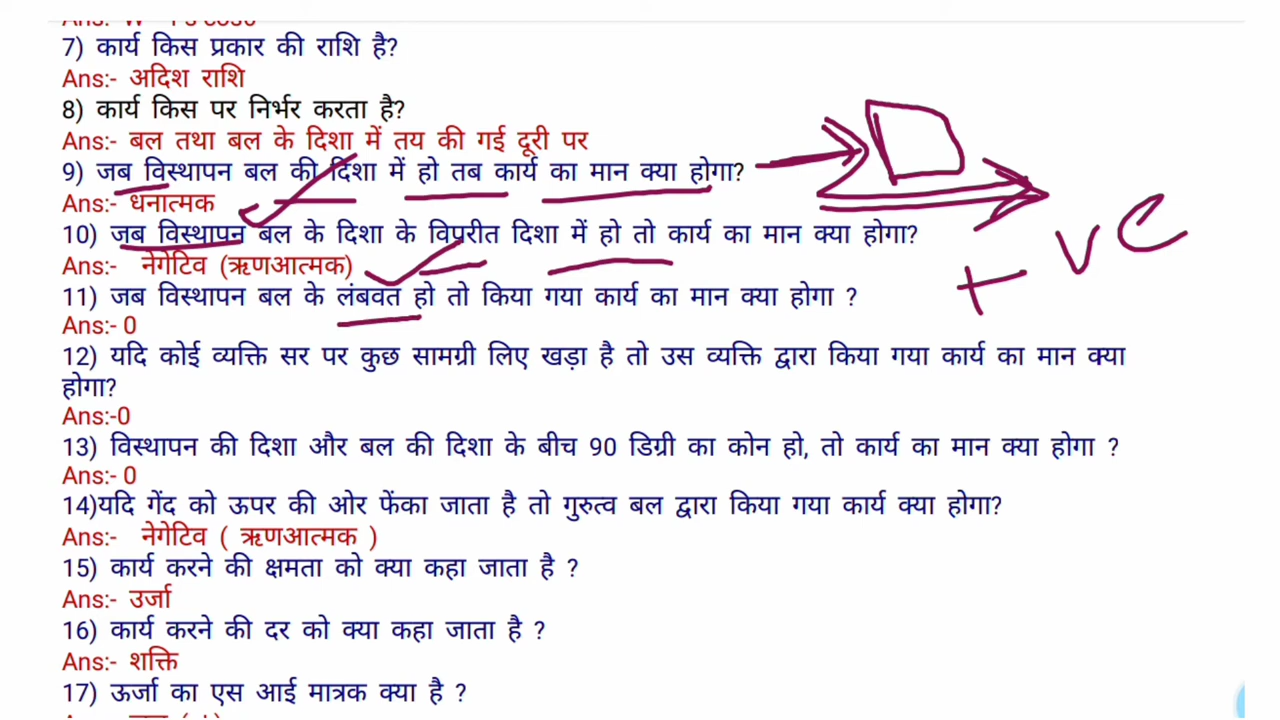 7) कार्य किस प्रकार की राशि है?
Ans:- अदिश राशि
8) कार्य किस पर निर्भर करता है?
Ans:- बल तथा बल के दिशा में तय की गई दूरी पर
9) जब विस्थापन बल की दिशा में हो तब कार्य का मान क्या होगा?
Ans:- धनात्मक
10) जब विस्थापन बल के दिशा के विपरीत दिशा में हो तो कार्य का मान क्या होगा?
Ans:- नेगेटिव (ऋणआत्मक)
+ ve
11) जब विस्थापन बल के लंबवत हो तो किया गया कार्य का मान क्या होगा ?
Ans:- 0
12) यदि कोई व्यक्ति सर पर कुछ सामग्री लिए खड़ा है तो उस व्यक्ति द्वारा किया गया कार्य का मान क्या
होगा?
Ans:-0
13) विस्थापन की दिशा और बल की दिशा के बीच 90 डिग्री का कोन हो, तो कार्य का मान क्या होगा ?
Ans:- 0
14)यदि गेंद को ऊपर की ओर फेंका जाता है तो गुरुत्व बल द्वारा किया गया कार्य क्या होगा?
Ans:- नेगेटिव ( ऋणआत्मक )
15) कार्य करने की क्षमता को क्या कहा जाता है ?
Ans:- उर्जा
16) कार्य करने की दर को क्या कहा जाता है ?
Ans:- शक्ति
17) ऊर्जा का एस आई मात्रक क्या है ?